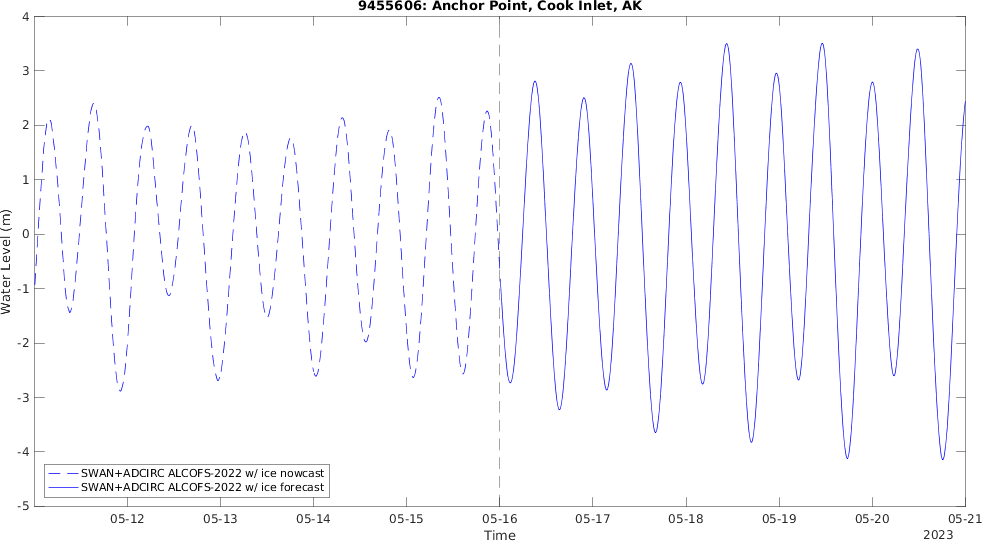 9455606: Anchor Point, Cook Inlet, AK
4
3
2
1
0
-1
-2
-3
-4
-5
Water Level (m)
SWAN+ADCIRC ALCOFS-2022 w/ ice nowcast
SWAN+ADCIRC ALCOFS-2022 w/ ice forecast
05-12 05-13 05-14 05-15 05-16 05-17 05-18 05-19 05-20 05-21
Time
2023